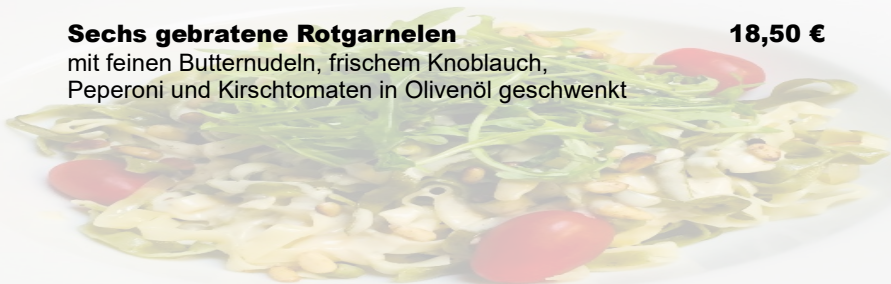 Sechs gebratene Rotgarnelen 18,50 €
mit feinen Butternudeln, frischem Knoblauch,
Peperoni und Kirschtomaten in Olivenöl geschwenkt